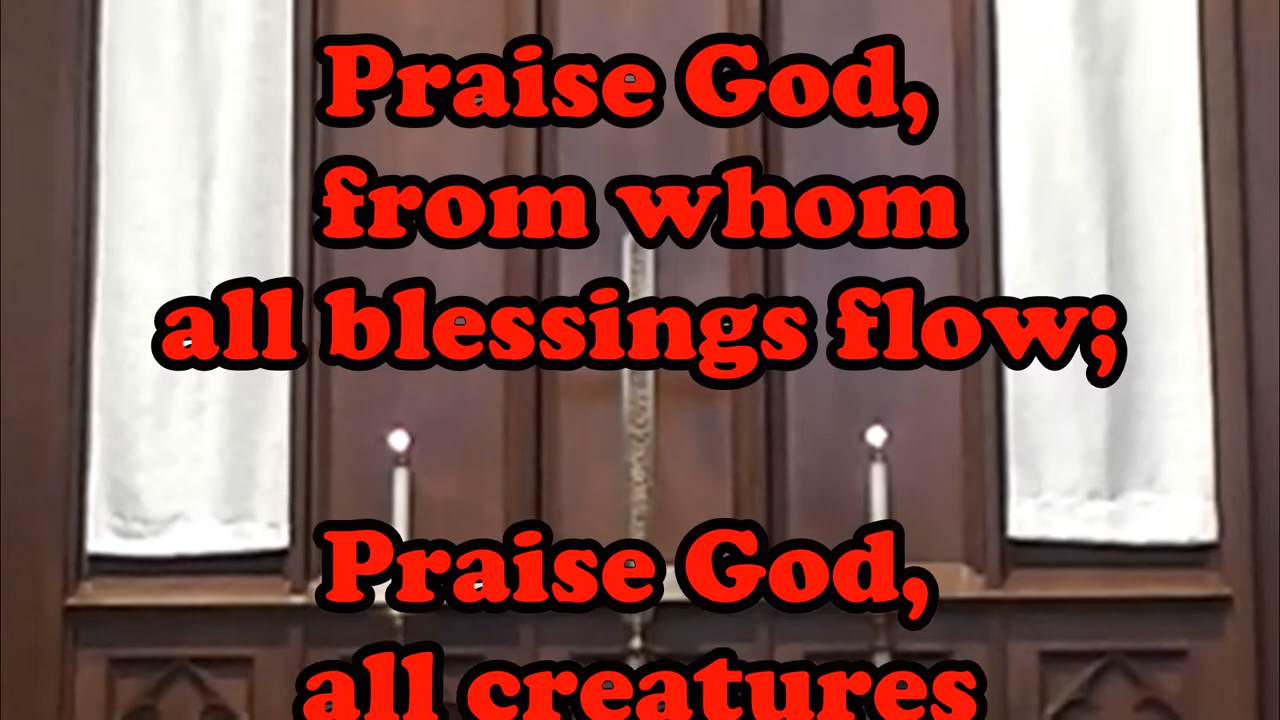 Praise God,
from whom
all blessings flow;
Praise God,
all creatures